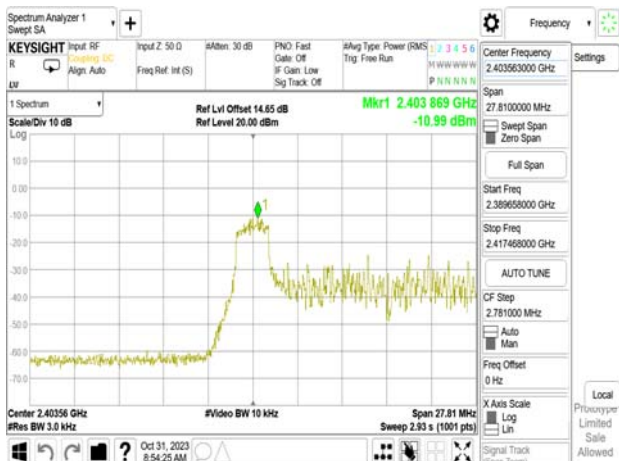 Spectrum Analyzer 1
Swept SA
+
Frequency
KEYSIGHT
R
Input: RF
Coupling: DC
Align: Auto
Input Z: 50 Ω
Freq Ref: Int (S)
#Atten: 30 dB
PNO: Fast
Gate: Off
IF Gain: Low
Sig Track: Off
#Avg Type: Power (RMS
Trig: Free Run
1 2 3 4 5 6
M W W W W W
P N N N N N
1 Spectrum
Scale/Div 10 dB
Ref Lvl Offset 14.65 dB
Ref Level 20.00 dBm
Mkr1 2.403 869 GHz
-10.99 dBm
Log
10.0
0.00
-10.0
-20.0
-30.0
-40.0
-50.0
-60.0
-70.0
1
Center 2.40356 GHz
#Res BW 3.0 kHz
#Video BW 10 kHz
Span 27.81 MHz
Sweep 2.93 s (1001 pts)
Oct 31, 2023
8:54:25 AM
Center Frequency
2.403563000 GHz
Span
27.8100000 MHz
Swept Span
Zero Span
Full Span
Start Freq
2.389658000 GHz
Stop Freq
2.417468000 GHz
AUTO TUNE
CF Step
2.781000 MHz
Auto
Man
Freq Offset
0 Hz
X Axis Scale
Log
Lin
Signal Track
Settings
Local
Prototype
Limited
Sale
Allowed